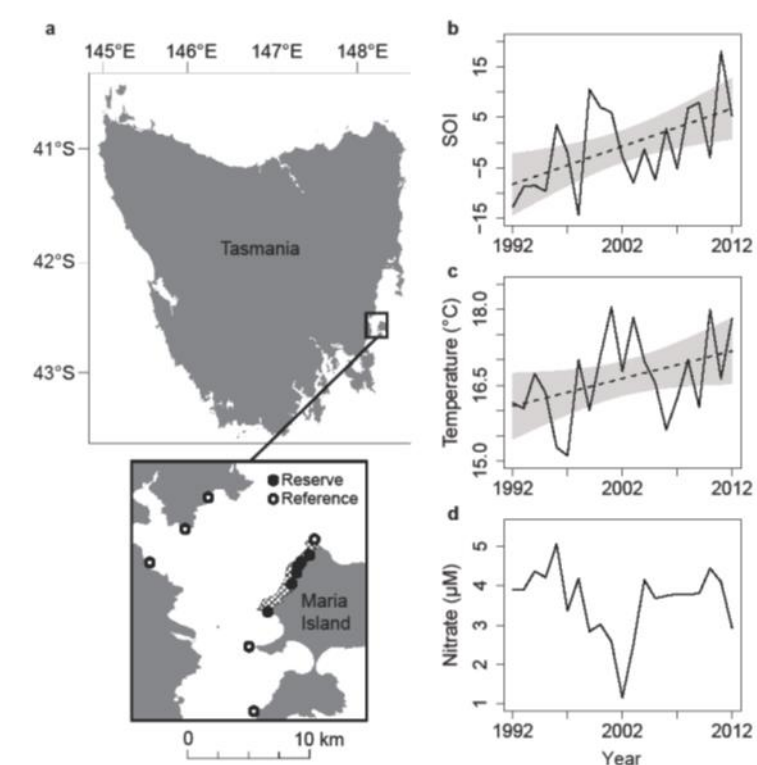 a
145°E 146°E 147°E 148°E
41°S
42°S
43°S
Tasmania
Reserve
Reference
Maria
Island
0 10 km
b
SOI
15
5
−5
−15
1992 2002 2012
c
Temperature (°C)
18.0
16.5
15.0
1992 2002 2012
d
Nitrate (µM)
5
4
3
2
1
1992 2002 2012
Year